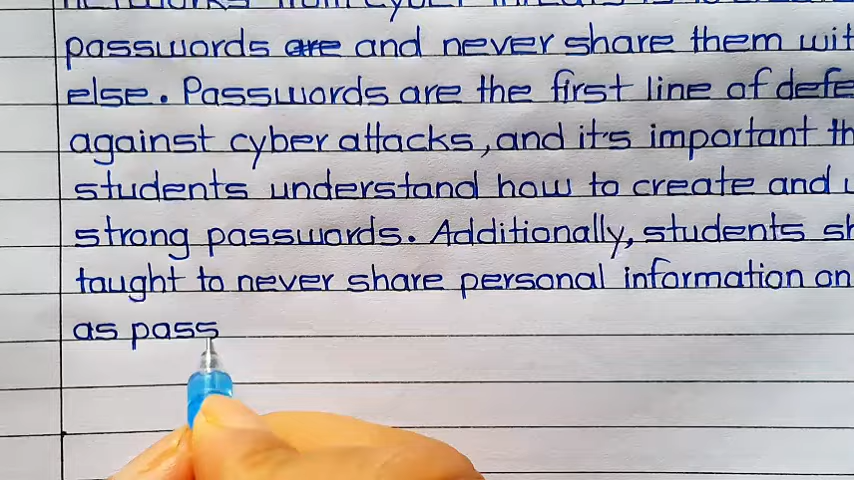 passwords are and never share them wit
else. Passwords are the first line of defe
against cyber attacks, and it's important th
students understand how to create and u
strong passwords. Additionally, students sh
taught to never share personal information on
as pass